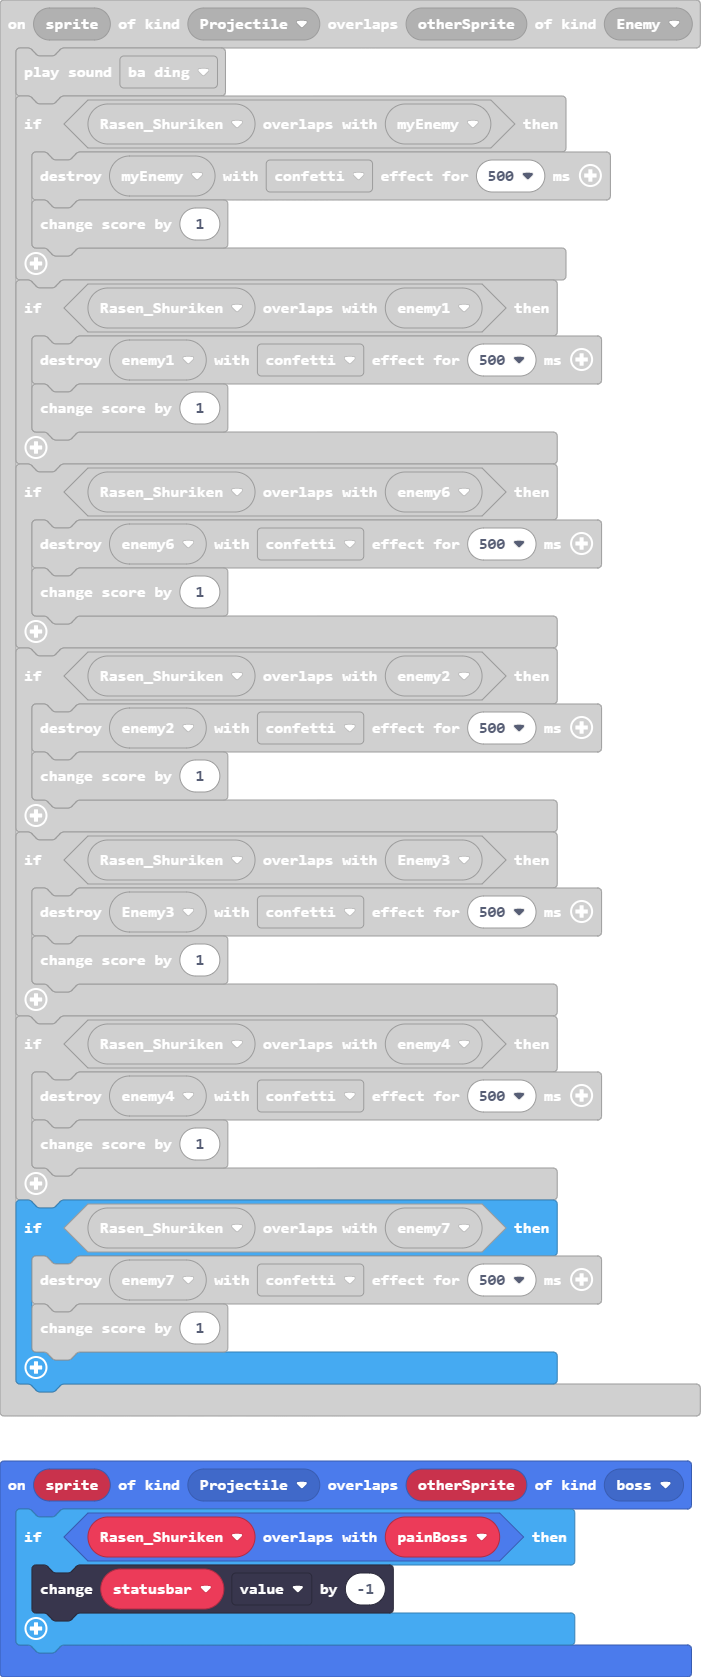 on sprite of kind Projectile overlaps otherSprite of kind Enemy
play sound ba ding
if Rasen_Shuriken overlaps with myEnemy then
destroy myEnemy with confetti effect for 500 ms
change score by 1
if Rasen_Shuriken overlaps with enemy1 then
destroy enemy1 with confetti effect for 500 ms
change score by 1
if Rasen_Shuriken overlaps with enemy6 then
destroy enemy6 with confetti effect for 500 ms
change score by 1
if Rasen_Shuriken overlaps with enemy2 then
destroy enemy2 with confetti effect for 500 ms
change score by 1
if Rasen_Shuriken overlaps with Enemy3 then
destroy Enemy3 with confetti effect for 500 ms
change score by 1
if Rasen_Shuriken overlaps with enemy4 then
destroy enemy4 with confetti effect for 500 ms
change score by 1
if Rasen_Shuriken overlaps with enemy7 then
destroy enemy7 with confetti effect for 500 ms
change score by 1
on sprite of kind Projectile overlaps otherSprite of kind boss
if Rasen_Shuriken overlaps with painBoss then
change statusbar value by -1